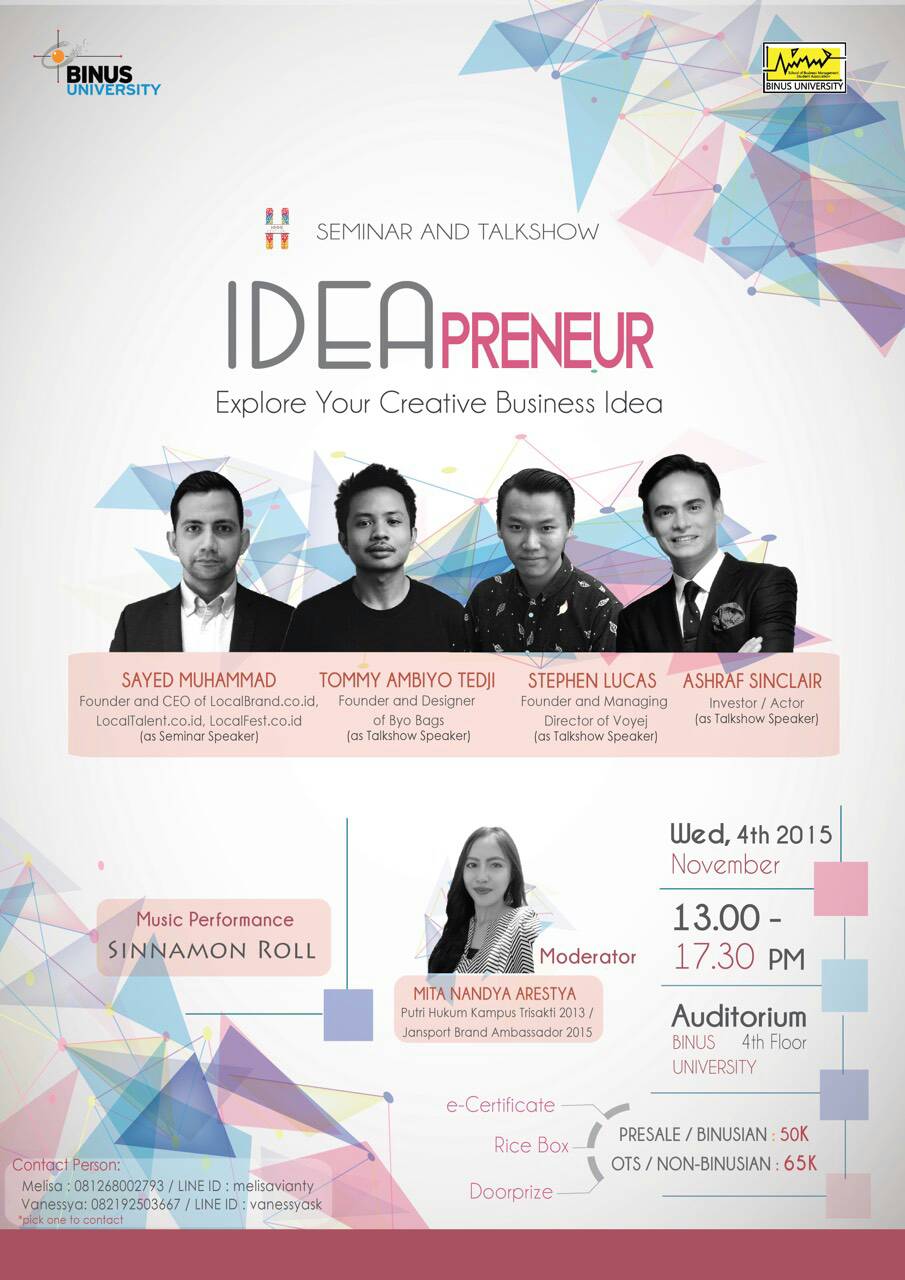 BINUS
UNIVERSITY
School of Business Management
Student Association
BINUS UNIVERSITY
SEMINAR AND TALKSHOW
IDEAPRENEUR
Explore Your Creative Business Idea
SAYED MUHAMMAD
Founder and CEO of LocalBrand.co.id,
LocalTalent.co.id, LocalFest.co.id
(as Seminar Speaker)
TOMMY AMBIYO TEDJI
Founder and Designer
of Byo Bags
(as Talkshow Speaker)
STEPHEN LUCAS
Founder and Managing
Director of Voyej
(as Talkshow Speaker)
ASHRAF SINCLAIR
Investor / Actor
(as Talkshow Speaker)
Music Performance
SINNAMON ROLL
Moderator
MITA NANDYA ARESTYA
Putri Hukum Kampus Trisakti 2013 /
Jansport Brand Ambassador 2015
Wed, 4th 2015
November
13.00 -
17.30 PM
Auditorium
BINUS 4th Floor
UNIVERSITY
e-Certificate
Rice Box
Doorprize
PRESALE / BINUSIAN : 50K
OTS / NON-BINUSIAN : 65K
Contact Person:
Melisa : 081268002793 / LINE ID : melisavianty
Vanessya: 082192503667 / LINE ID : vanessyask
*pick one to contact